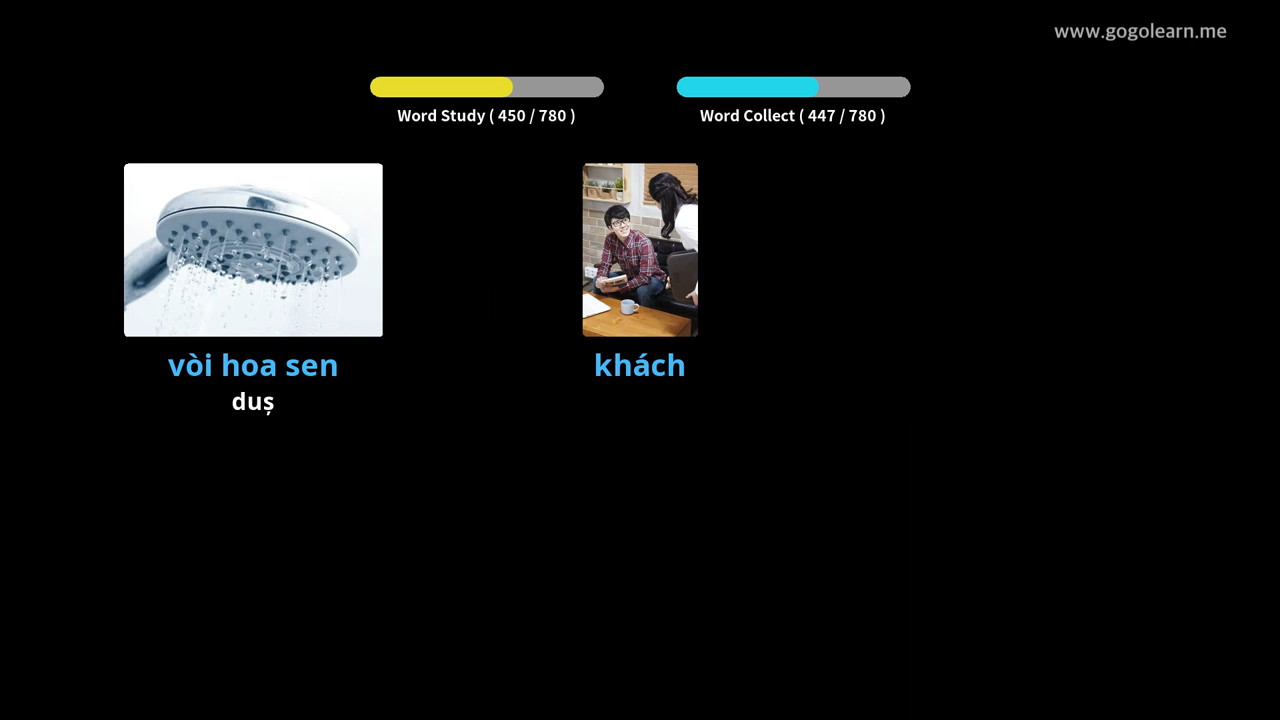 www.gogolearn.me
Word Study ( 450 / 780 )
Word Collect ( 447 / 780 )
vòi hoa sen
duș
khách